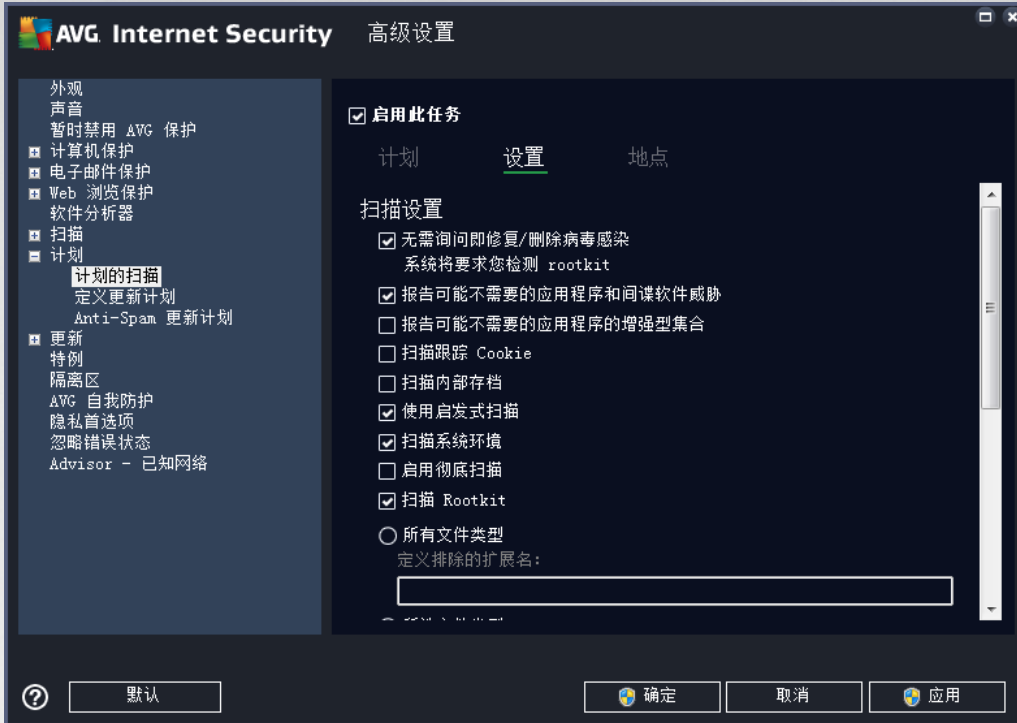 AVG Internet Security 高级设置
外观
声音
暂时禁用 AVG 保护
计算机保护
电子邮件保护
Web 浏览保护
软件分析器
扫描
计划
计划的扫描
定义更新计划
Anti-Spam 更新计划
更新
特例
隔离区
AVG 自我防护
隐私首选项
忽略错误状态
Advisor - 已知网络
启用此任务
计划 设置 地点
扫描设置
无需询问即修复/删除病毒感染
系统将要求您检测 rootkit
报告可能不需要的应用程序和间谍软件威胁
报告可能不需要的应用程序的增强型集合
扫描跟踪 Cookie
扫描内部存档
使用启发式扫描
扫描系统环境
启用彻底扫描
扫描 Rootkit
所有文件类型
定义排除的扩展名:
默认 确定 取消 应用